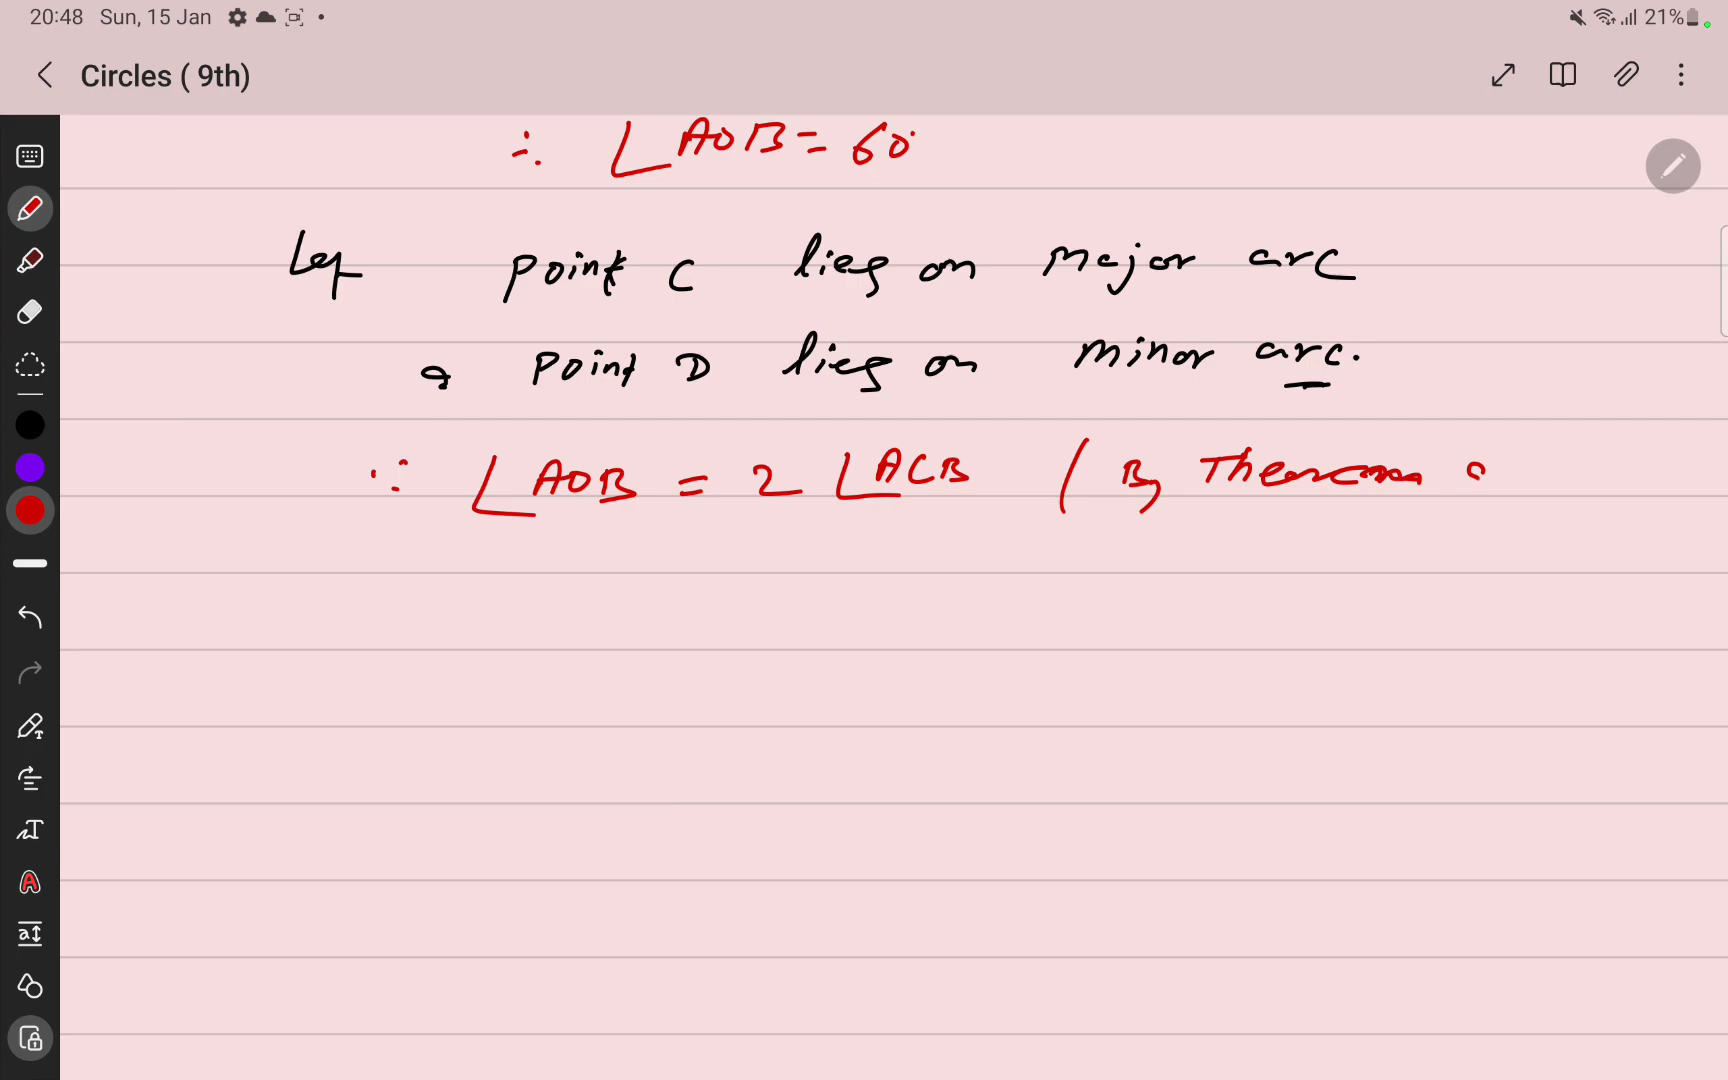 20:48 Sun, 15 Jan 21%
Circles ( 9th)
∴ ∠AOB = 60°
Let point C lies on major arc
& point D lies on minor arc.
∵ ∠AOB = 2 ∠ACB ( By Theorem